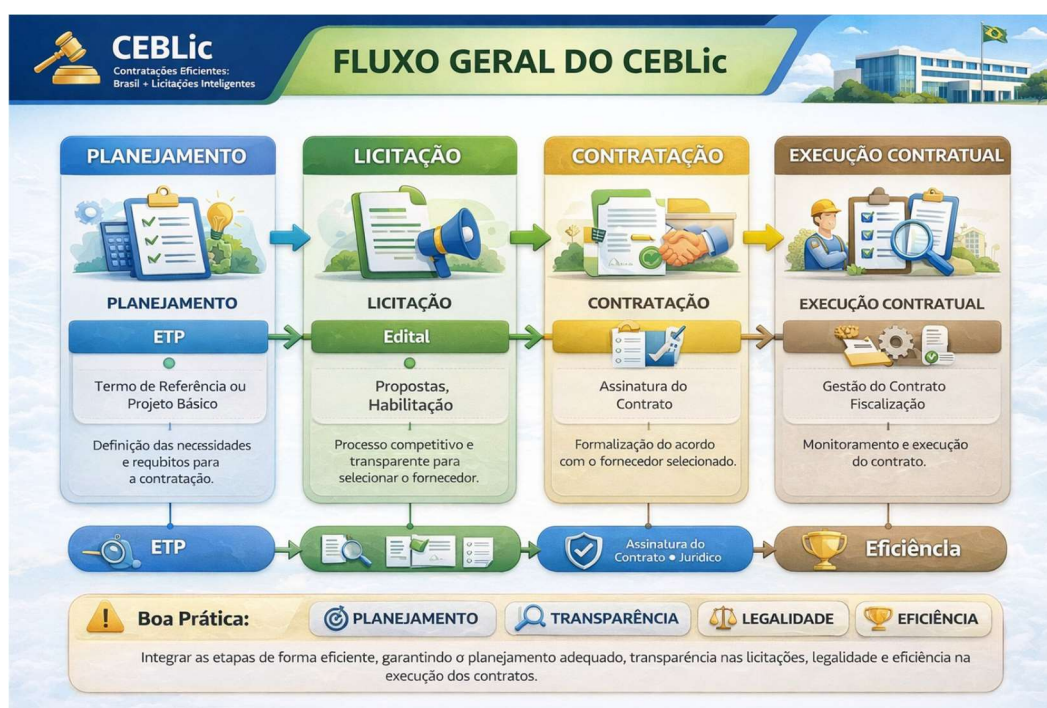 CEBLic
Contratações Eficientes:
Brasil + Licitações Inteligentes
FLUXO GERAL DO CEBLic
PLANEJAMENTO
PLANEJAMENTO
ETP
Termo de Referência ou
Projeto Básico
Definição das necessidades
e requbitos para
a contratação.
ETP
LICITAÇÃO
LICITAÇÃO
Edital
Propostas,
Habilitação
Processo competitivo e
transparente para
selecionar o fornecedor.
CONTRATAÇÃO
CONTRATAÇÃO
Assinatura do
Contrato
Formalização do acordo
com o fornecedor selecionado.
Assinatura do
Contrato • Jurídico
EXECUÇÃO CONTRATUAL
EXECUÇÃO CONTRATUAL
Gestão do Contrato
Fiscalização
Monitoramento e execução
do contrato.
Eficiência
Boa Prática:
PLANEJAMENTO
TRANSPARÊNCIA
LEGALIDADE
EFICIÊNCIA
Integrar as etapas de forma eficiente, garantindo o planejamento adequado, transparéncia nas licitações, legalidade e eficiência na
execução dos contratos.